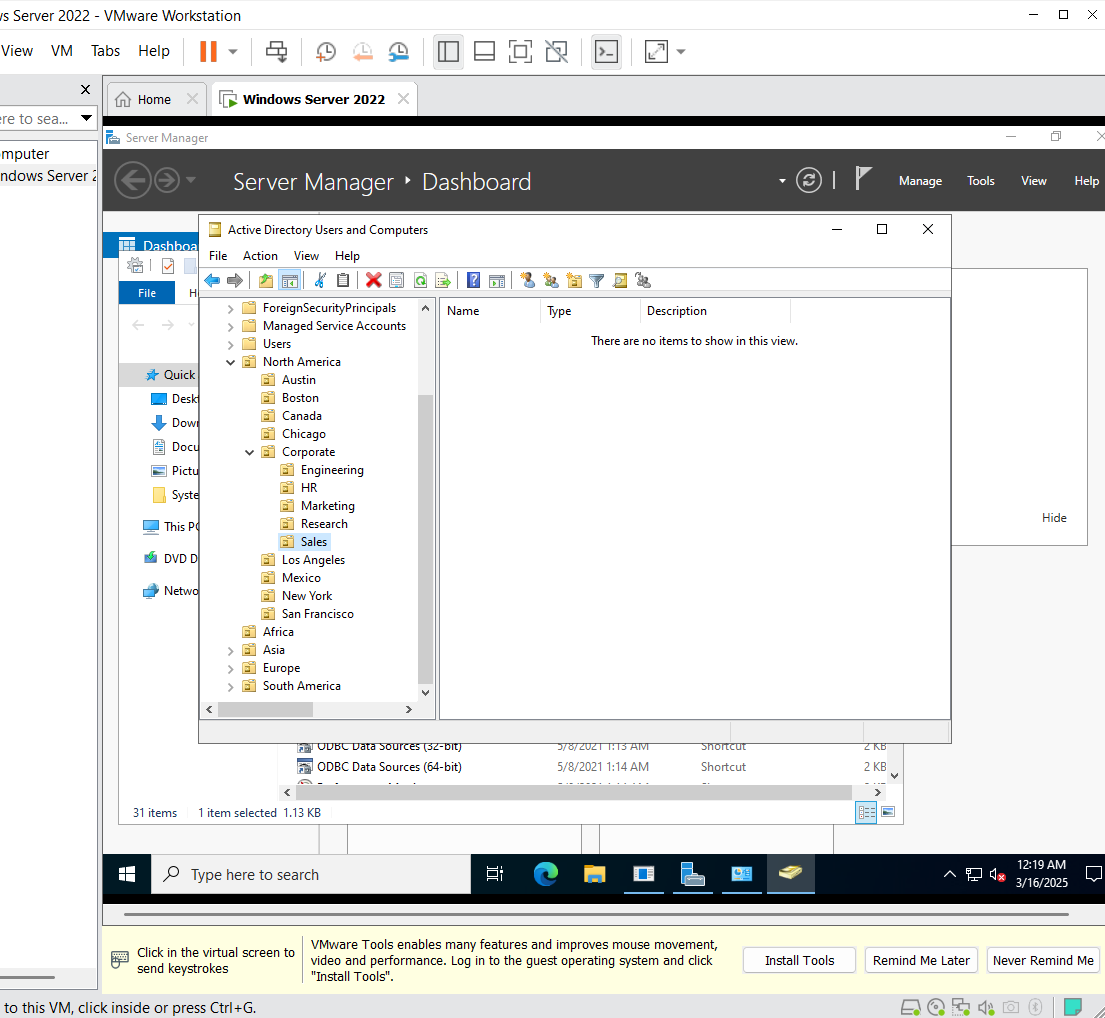 ws Server 2022 - VMware Workstation
View VM Tabs Help
ere to sea...
Home
Windows Server 2022
omputer
ndows Server 2
Server Manager
Server Manager
Dashboard
Manage
Tools
View
Help
Dashboa
File
H
Quick
Desk
Down
Docu
Pictu
Syste
This PC
DVD D
Netwo
Active Directory Users and Computers
File Action View Help
ForeignSecurityPrincipals
Managed Service Accounts
Users
North America
Austin
Boston
Canada
Chicago
Corporate
Engineering
HR
Marketing
Research
Sales
Los Angeles
Mexico
New York
San Francisco
Africa
Asia
Europe
South America
Name Type Description
There are no items to show in this view.
Hide
ODBC Data Sources (32-bit) 5/8/2021 1:13 AM Shortcut 2 KB
ODBC Data Sources (64-bit) 5/8/2021 1:14 AM Shortcut 2 KB
31 items 1 item selected 1.13 KB
Type here to search
12:19 AM
3/16/2025
Click in the virtual screen to
send keystrokes
VMware Tools enables many features and improves mouse movement,
video and performance. Log in to the guest operating system and click
"Install Tools".
Install Tools
Remind Me Later
Never Remind Me
to this VM, click inside or press Ctrl+G.